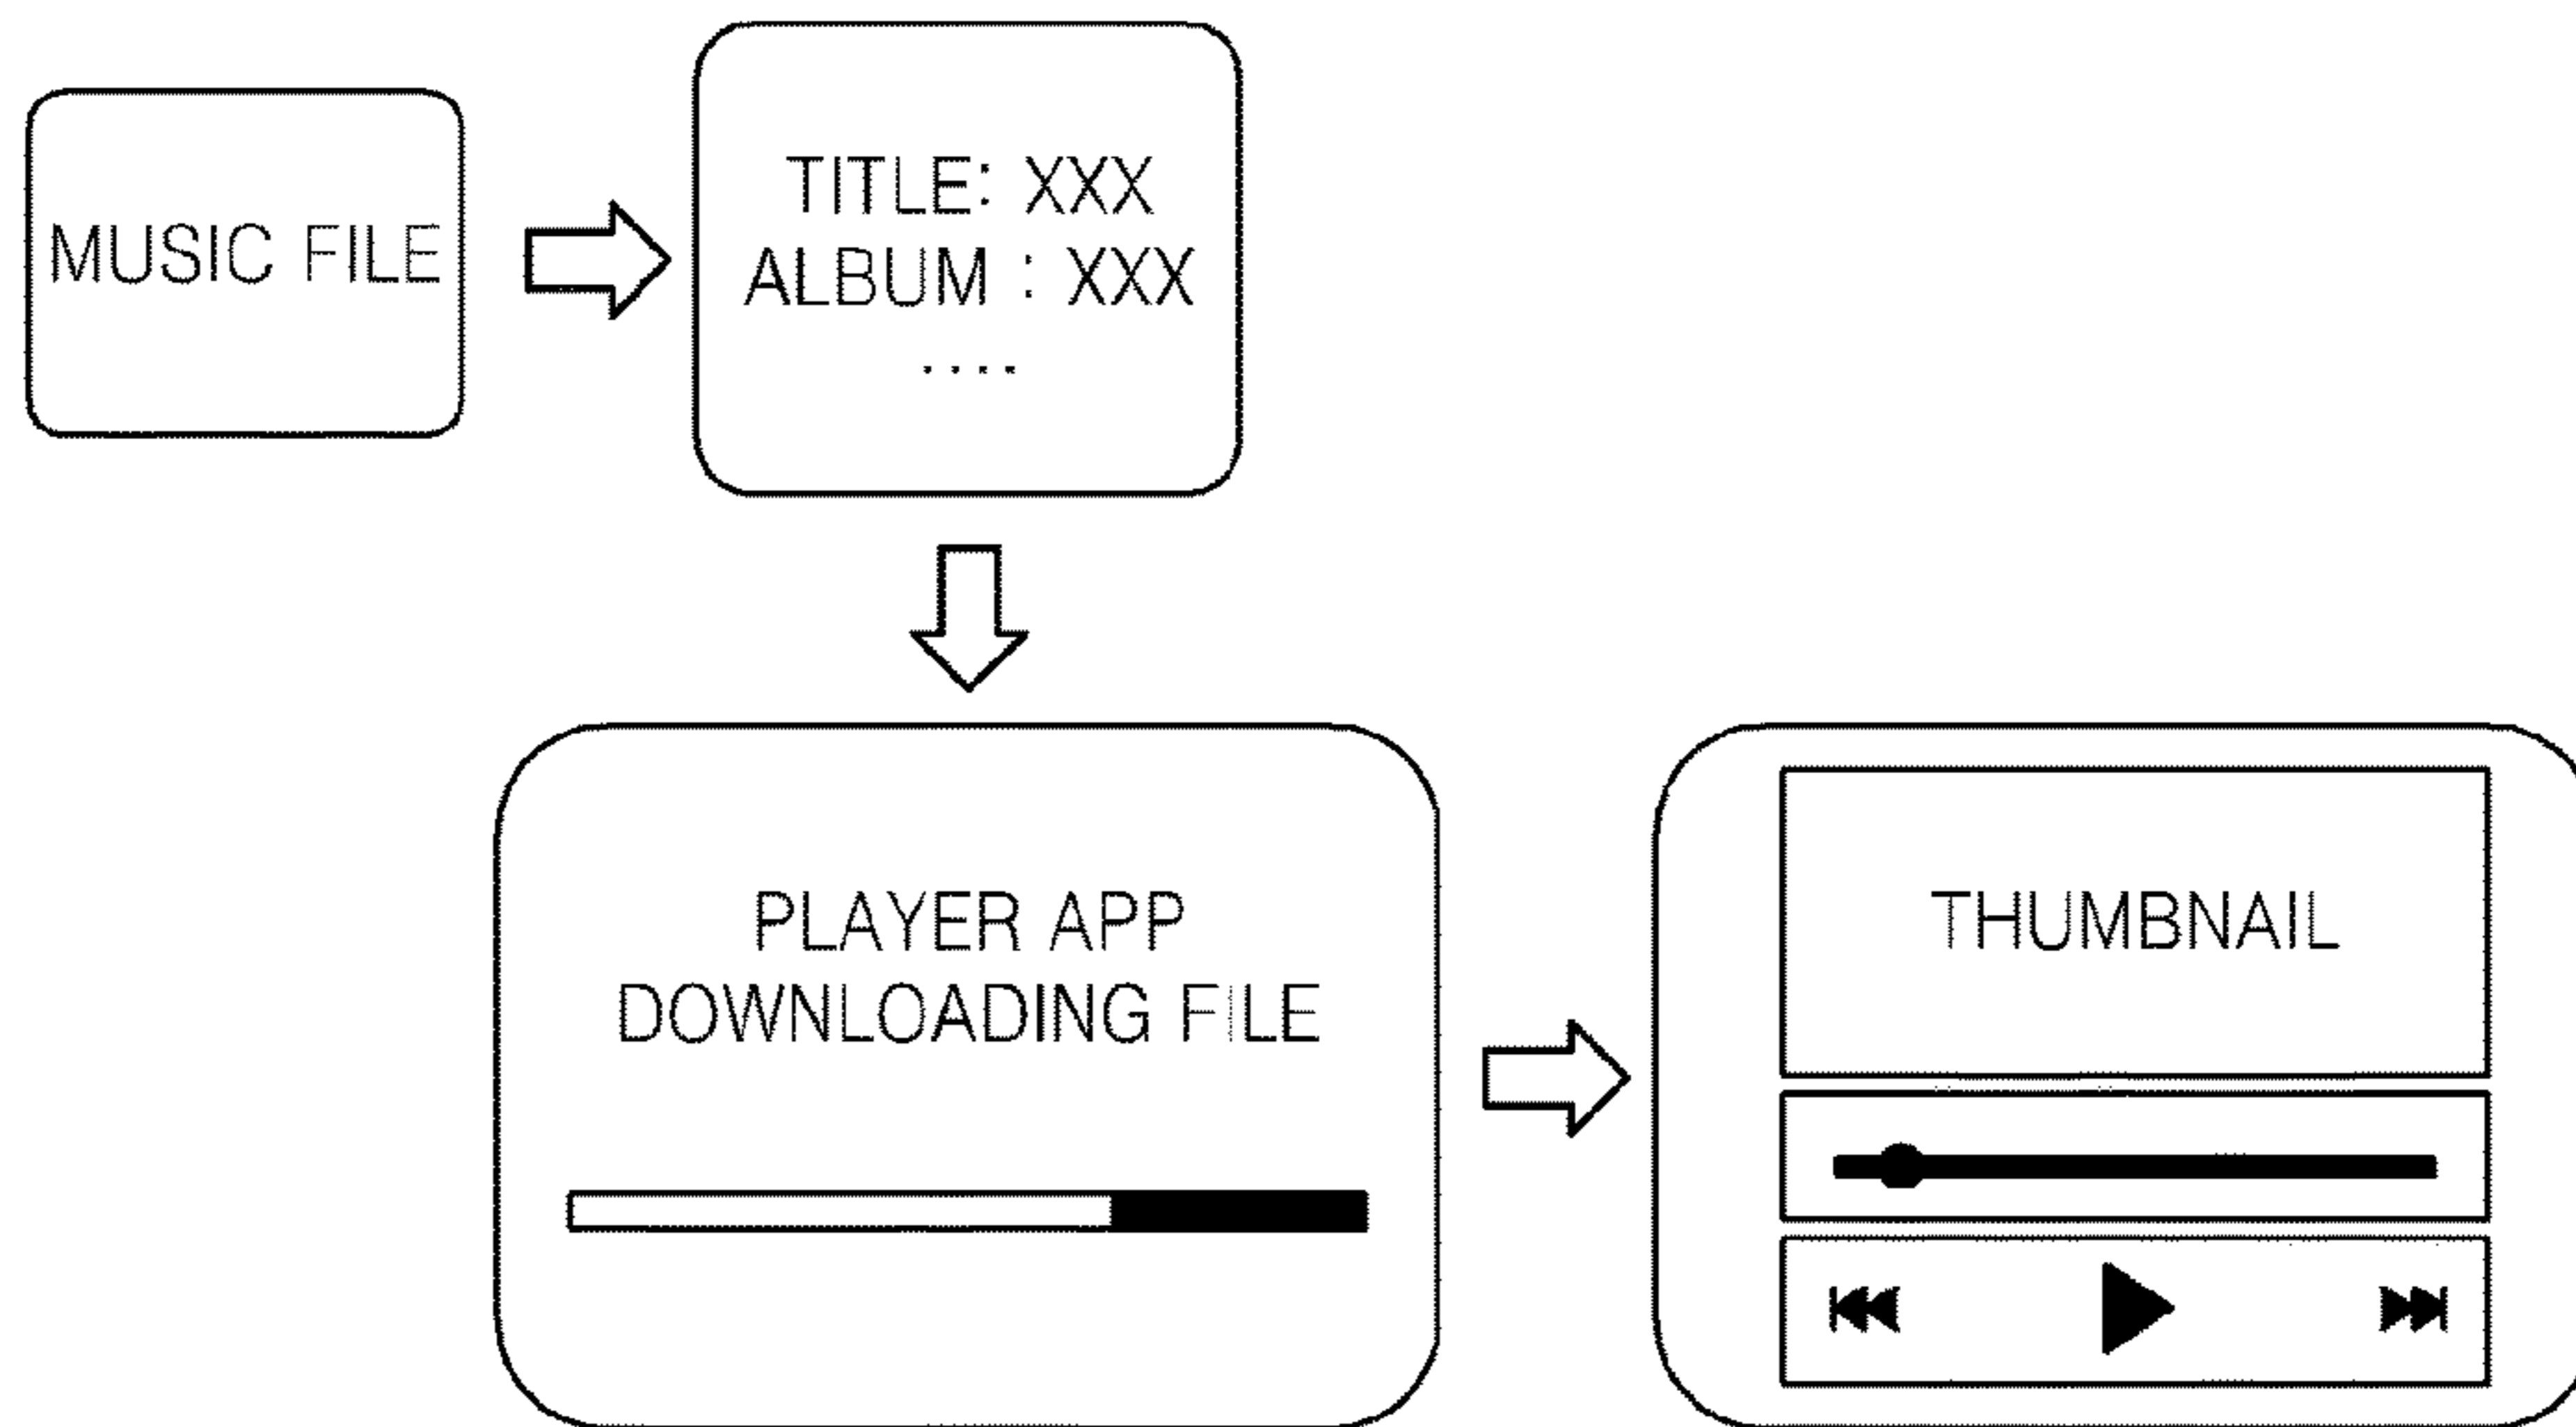 MUSIC FILE
TITLE: XXX
ALBUM : XXX
....
PLAYER APP
DOWNLOADING FILE
THUMBNAIL